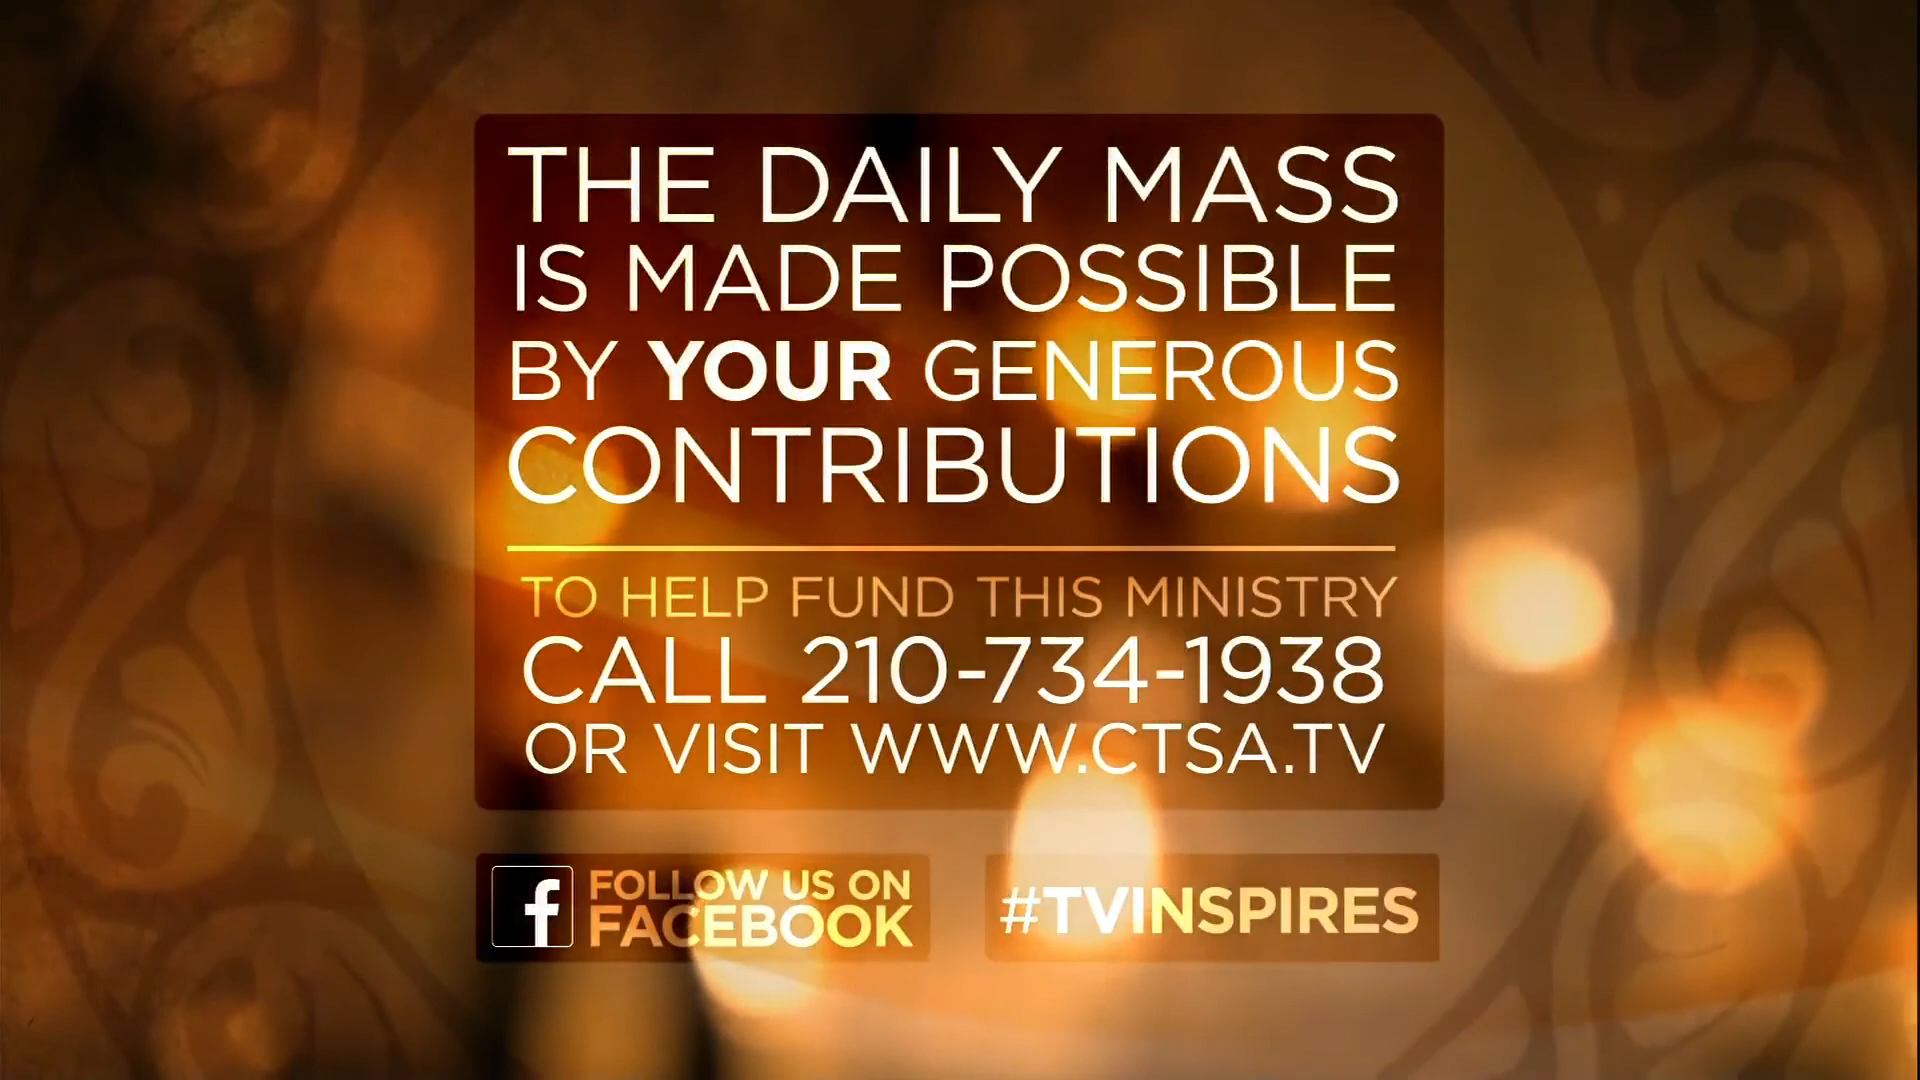 THE DAILY MASS
IS MADE POSSIBLE
BY YOUR GENEROUS
CONTRIBUTIONS
TO HELP FUND THIS MINISTRY
CALL 210-734-1938
OR VISIT WWW.CTSA.TV
f
FOLLOW US ON
FACEBOOK
#TVINSPIRES